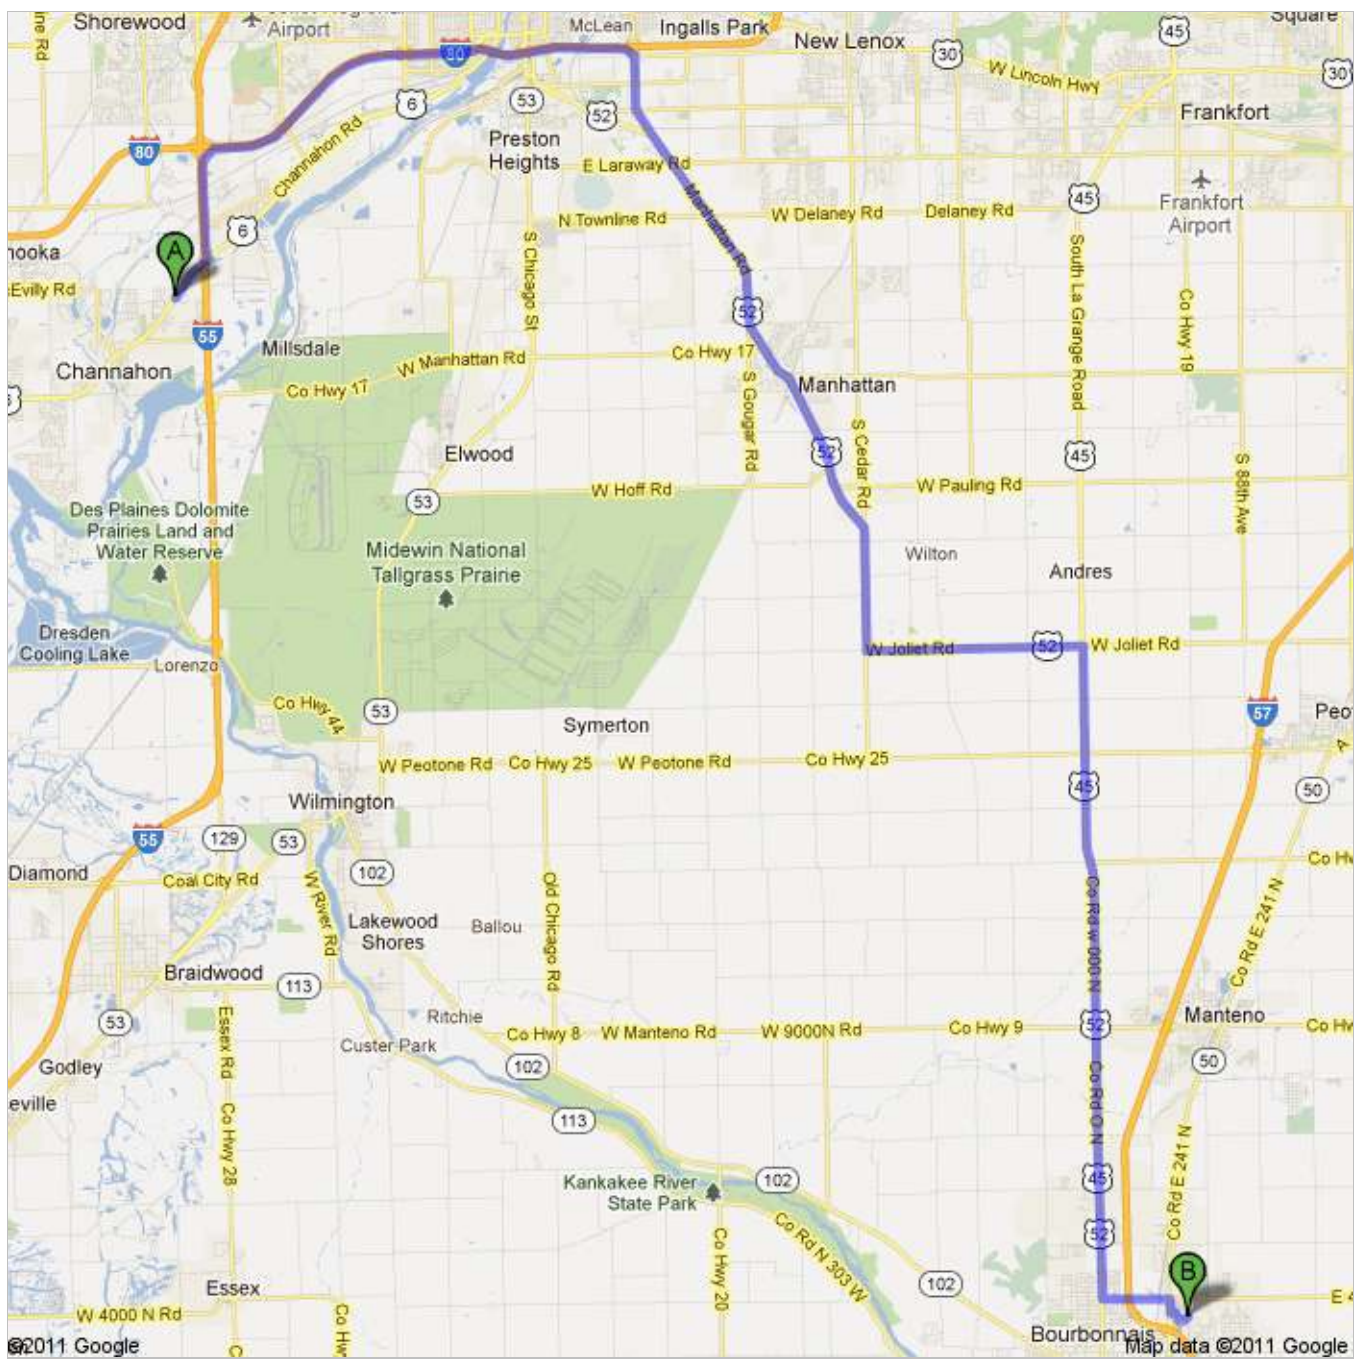 Shorewood
Airport
McLean
Ingalls Park
New Lenox
45
Square
30
W Lincoln Hwy
30
80
6
53
52
Preston
Heights
Frankfort
80
Channahon Rd
E Laraway Rd
Manhattan Rd
N Townline Rd
W Delaney Rd
Delaney Rd
45
Frankfort
Airport
6
A
nooka
S Chicago St
South La Grange Road
Co Hwy 19
52
55
Millsdale
W Manhattan Rd
Co Hwy 17
Channahon
Co Hwy 17
S Gougar Rd
Manhattan
Elwood
52
S Cedar Rd
45
S 88th Ave
W Hoff Rd
W Pauling Rd
53
Des Plaines Dolomite
Prairies Land and
Water Reserve
Midewin National
Tallgrass Prairie
Wilton
Andres
Dresden
Cooling Lake
Lorenzo
W Joliet Rd
52
W Joliet Rd
Co Hwy 44
53
Symerton
57
Peot
W Peotone Rd
Co Hwy 25
W Peotone Rd
Co Hwy 25
45
50
Wilmington
55
129
53
102
Diamond
Coal City Rd
W River Rd
Old Chicago Rd
Co Rd w 000 N
Co Rd E 241 N
Lakewood
Shores
Ballou
Braidwood
113
53
Essex Rd
Ritchie
Co Hwy 8
W Manteno Rd
W 9000N Rd
Co Hwy 9
52
Manteno
Custer Park
Godley
102
50
eville
Co Hwy 28
113
Co Rd O N
Co Rd E 241 N
Kankakee River
State Park
102
45
Co Rd N 303 W
Co Hwy 20
52
B
Essex
102
W 4000 N Rd
E 4
Bourbonnais
©2011 Google
Map data ©2011 Google